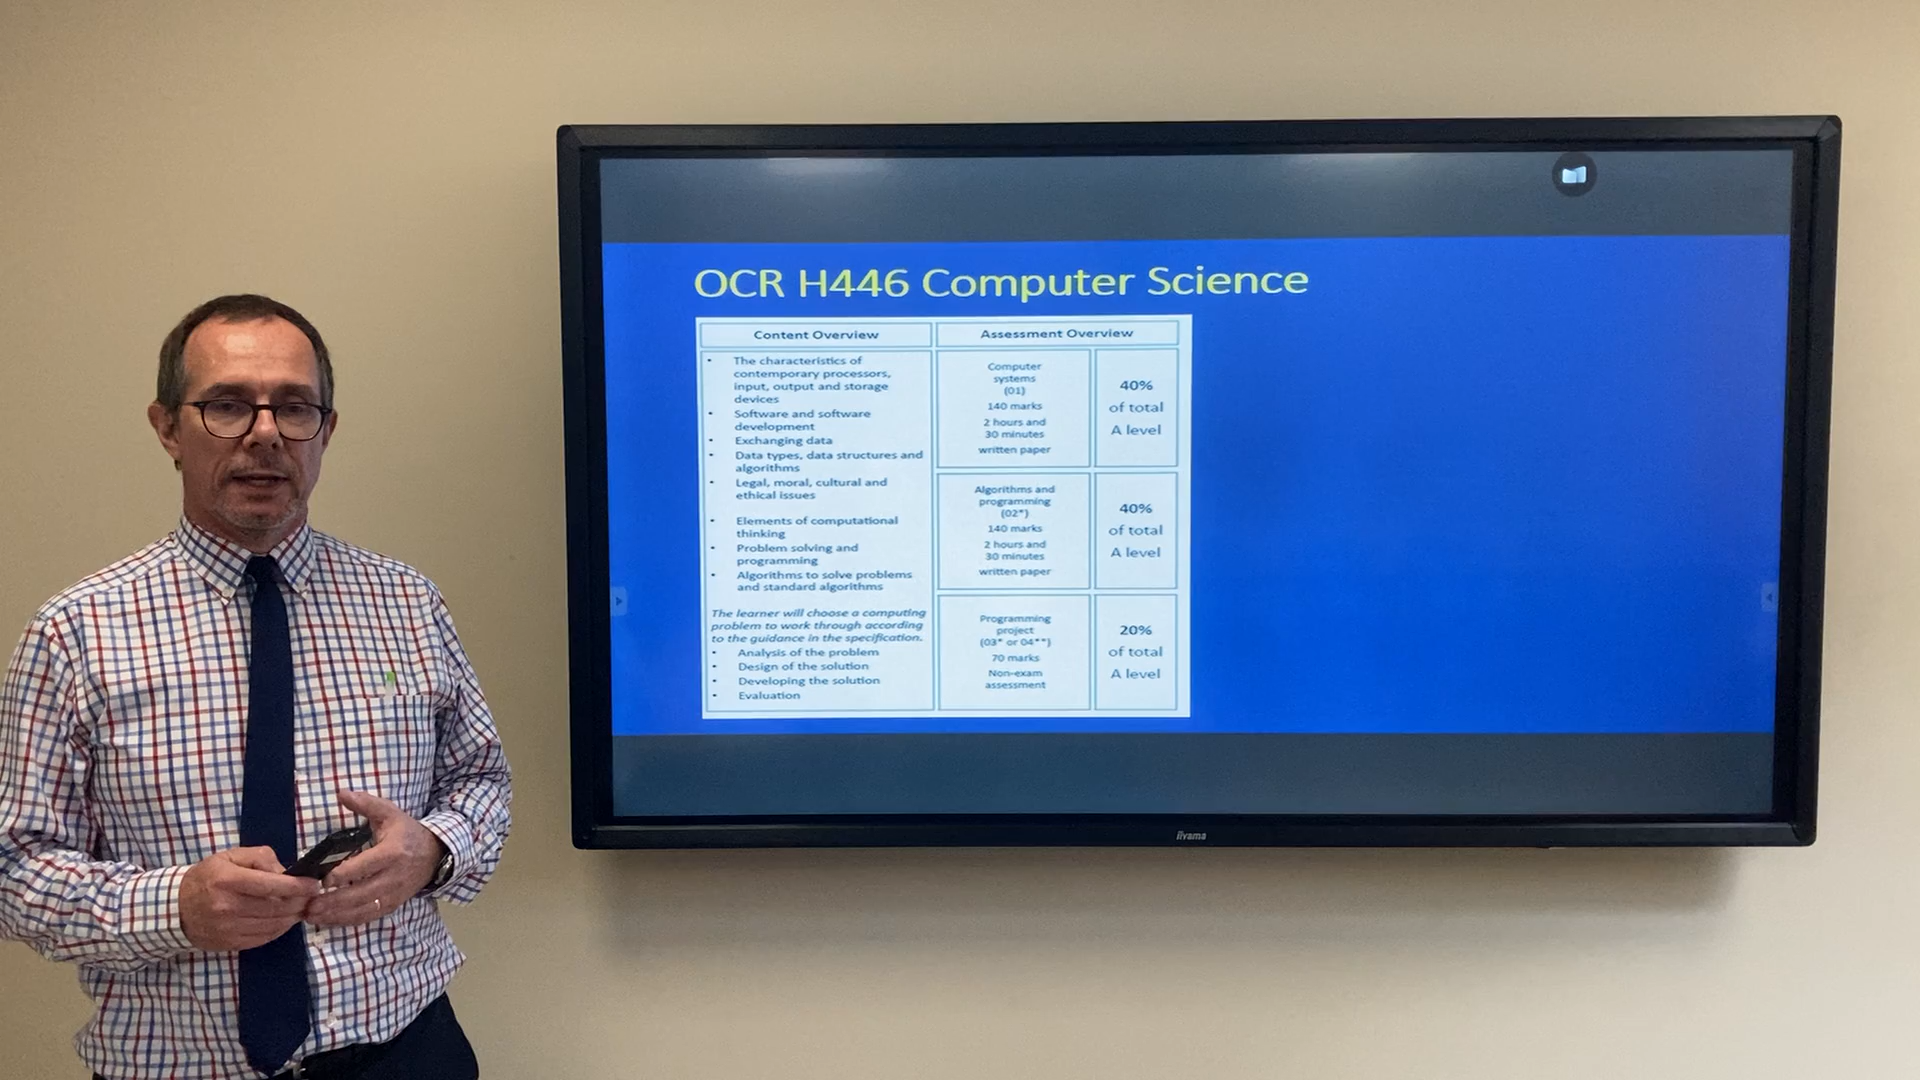 OCR H446 Computer Science
Content Overview
Assessment Overview
• The characteristics of
contemporary processors,
input, output and storage
devices
• Software and software
development
• Exchanging data
• Data types, data structures and
algorithms
• Legal, moral, cultural and
ethical issues
• Elements of computational
thinking
• Problem solving and
programming
• Algorithms to solve problems
and standard algorithms
The learner will choose a computing
problem to work through according
to the guidance in the specification.
• Analysis of the problem
• Design of the solution
• Developing the solution
• Evaluation
Computer
systems
(01)
140 marks
2 hours and
30 minutes
written paper
40%
of total
A level
Algorithms and
programming
(02*)
140 marks
2 hours and
30 minutes
written paper
40%
of total
A level
Programming
project
(03* or 04**)
70 marks
Non-exam
assessment
20%
of total
A level
iiyama